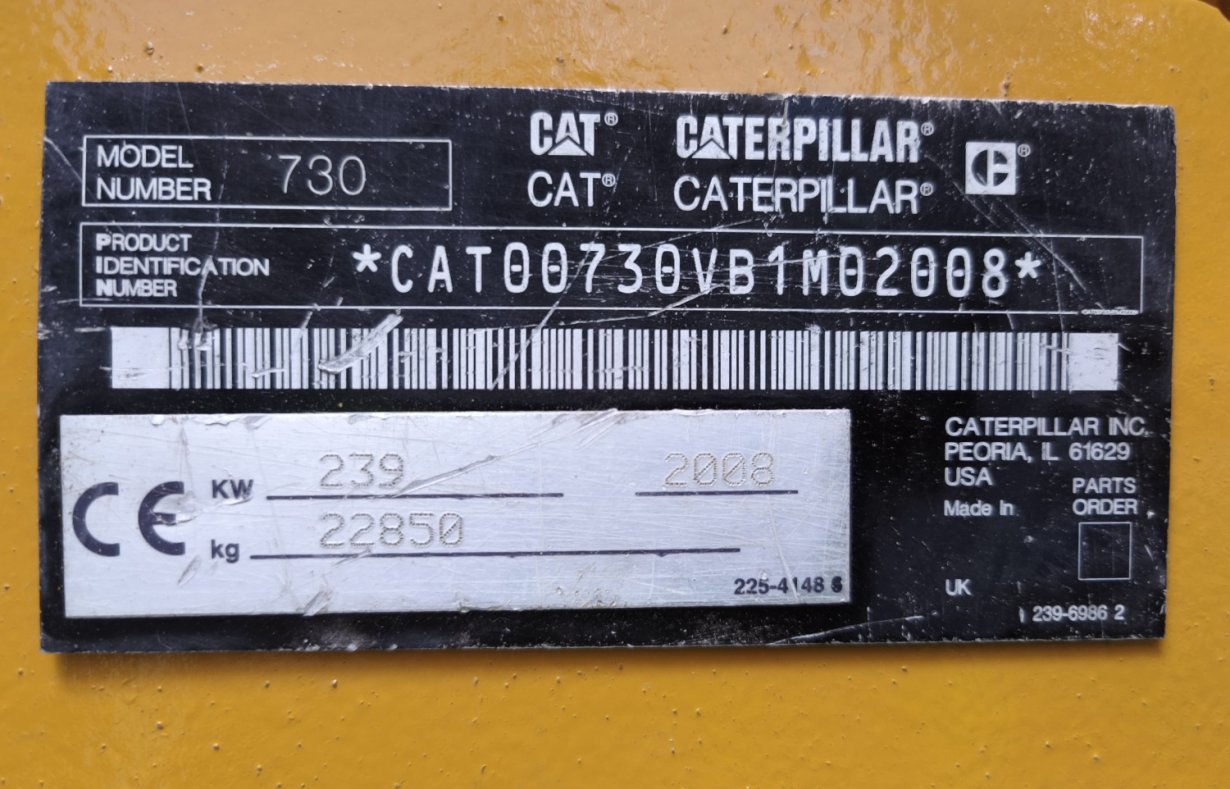 CAT® CATERPILLAR® C®
CAT® CATERPILLAR®
MODEL
NUMBER 730
PRODUCT
IDENTIFICATION
NUMBER
*CAT00730VB1M02008*
CE
KW 239 2008
kg 22850
225-4148
CATERPILLAR INC.
PEORIA, IL 61629
USA
Made In
PARTS
ORDER
UK
239-6986 2